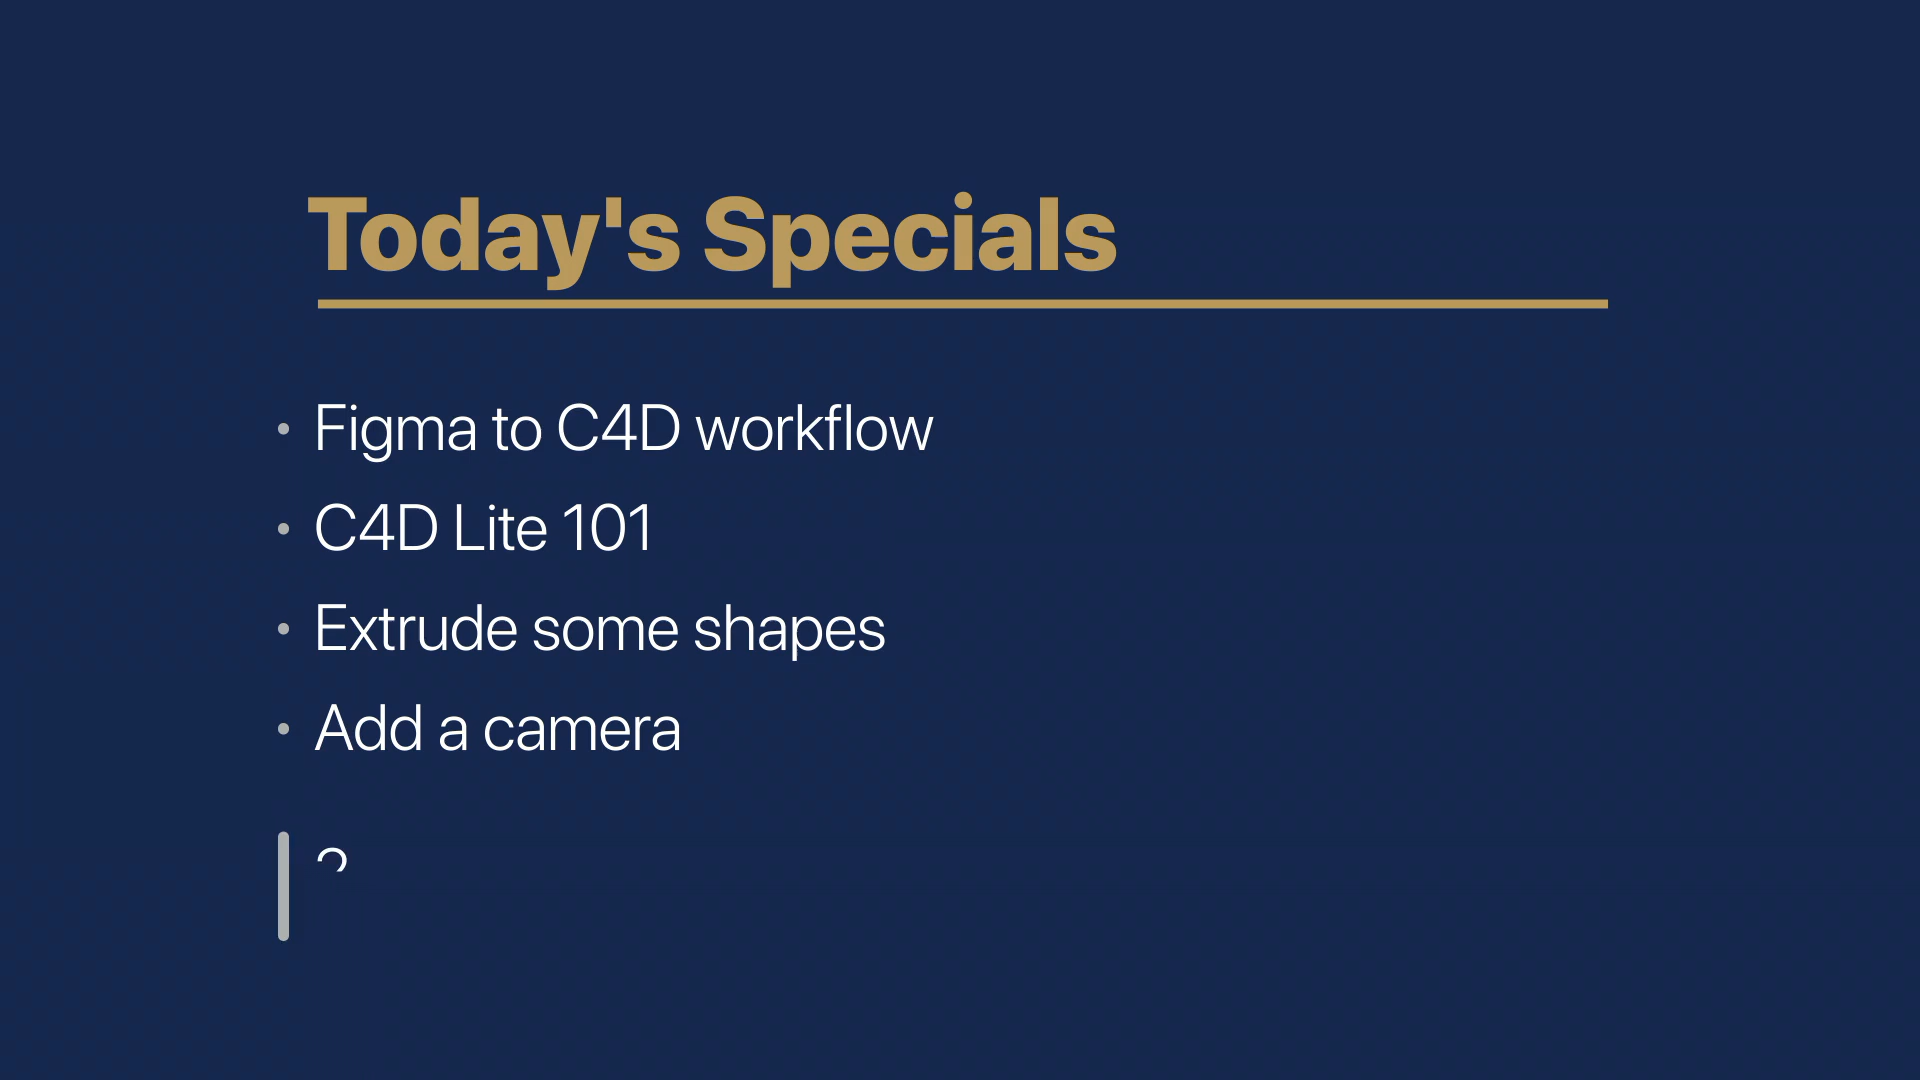 Today's Specials
Figma to C4D workflow
C4D Lite 101
Extrude some shapes
Add a camera